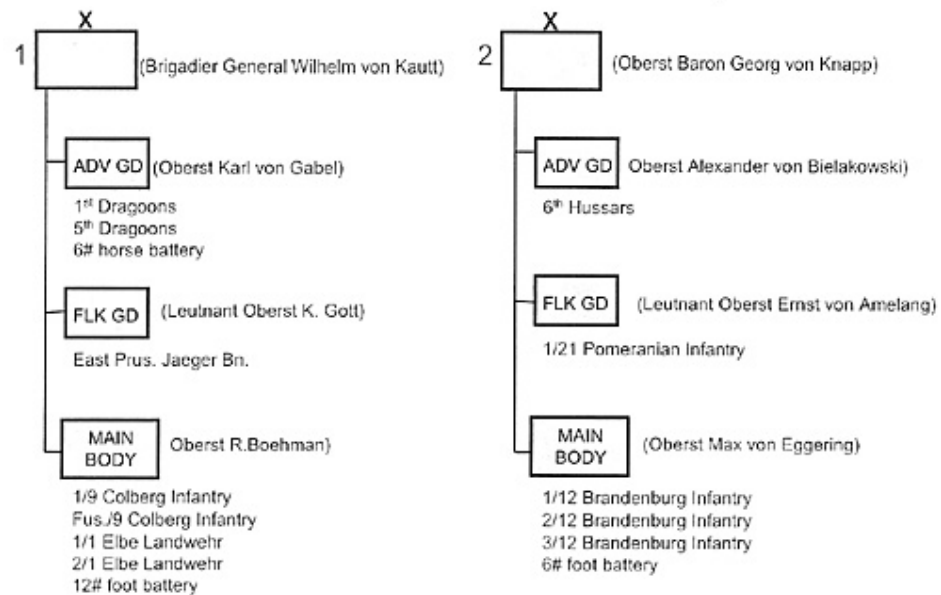 X
1
(Brigadier General Wilhelm von Kautt)
ADV GD
(Oberst Karl von Gabel)
1st Dragoons
5th Dragoons
6# horse battery
FLK GD
(Leutnant Oberst K. Gott)
East Prus. Jaeger Bn.
MAIN
BODY
Oberst R.Boehman)
1/9 Colberg Infantry
Fus./9 Colberg Infantry
1/1 Elbe Landwehr
2/1 Elbe Landwehr
12# foot battery
X
2
(Oberst Baron Georg von Knapp)
ADV GD
Oberst Alexander von Bielakowski)
6th Hussars
FLK GD
(Leutnant Oberst Ernst von Amelang)
1/21 Pomeranian Infantry
MAIN
BODY
(Oberst Max von Eggering)
1/12 Brandenburg Infantry
2/12 Brandenburg Infantry
3/12 Brandenburg Infantry
6# foot battery